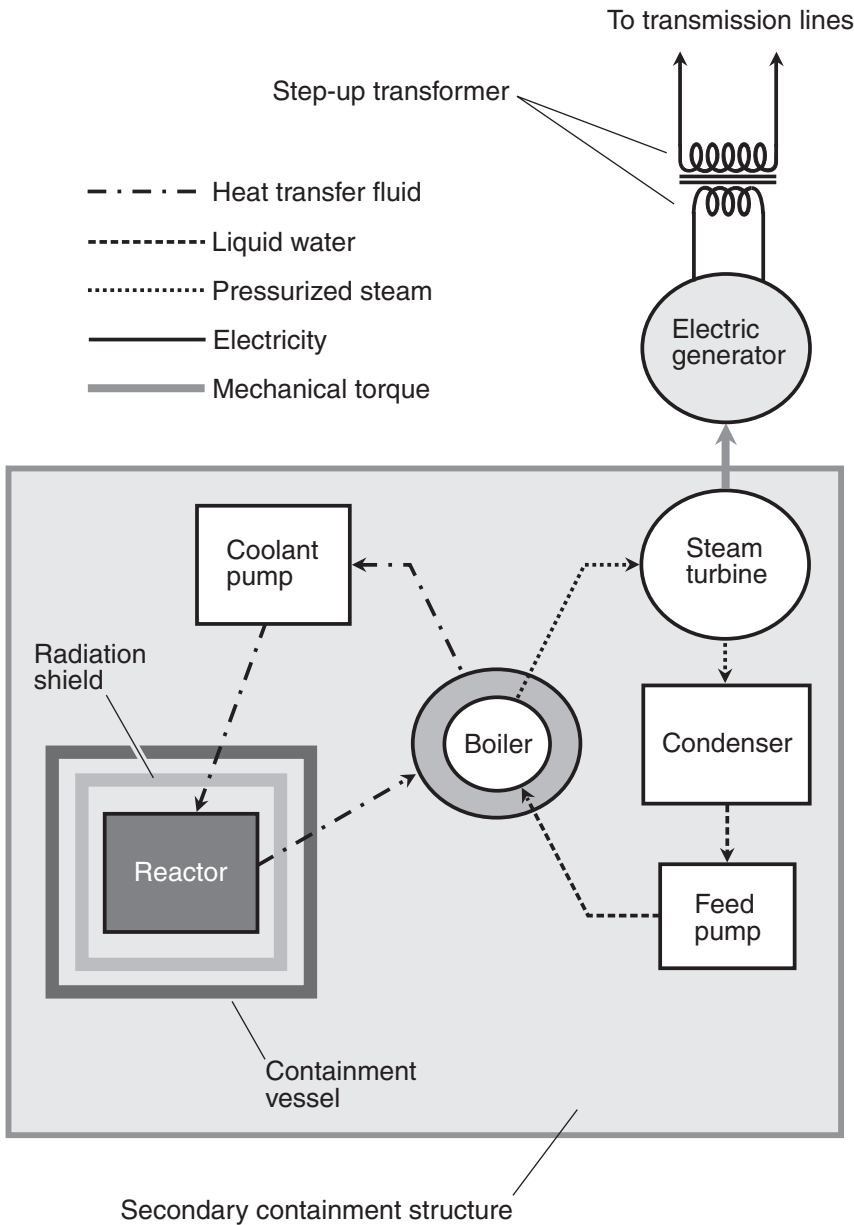 To transmission lines
Step-up transformer
Heat transfer fluid
Liquid water
Pressurized steam
Electricity
Mechanical torque
Electric
generator
Coolant
pump
Steam
turbine
Radiation
shield
Boiler
Condenser
Reactor
Feed
pump
Containment
vessel
Secondary containment structure